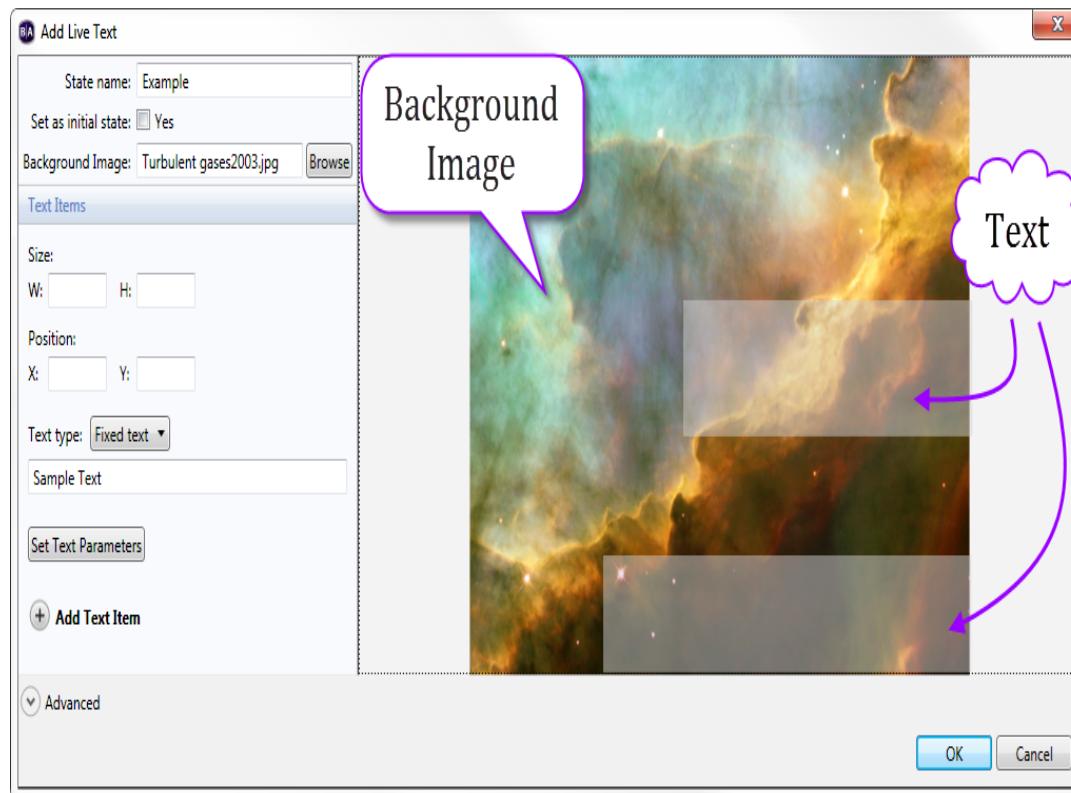 B|A Add Live Text
X
State name: Example
Set as initial state: Yes
Background Image: Turbulent gases2003.jpg Browse
Text Items
Size:
W: H:
Position:
X: Y:
Text type: Fixed text
Sample Text
Set Text Parameters
Add Text Item
Advanced
Background
Image
Text
OK Cancel